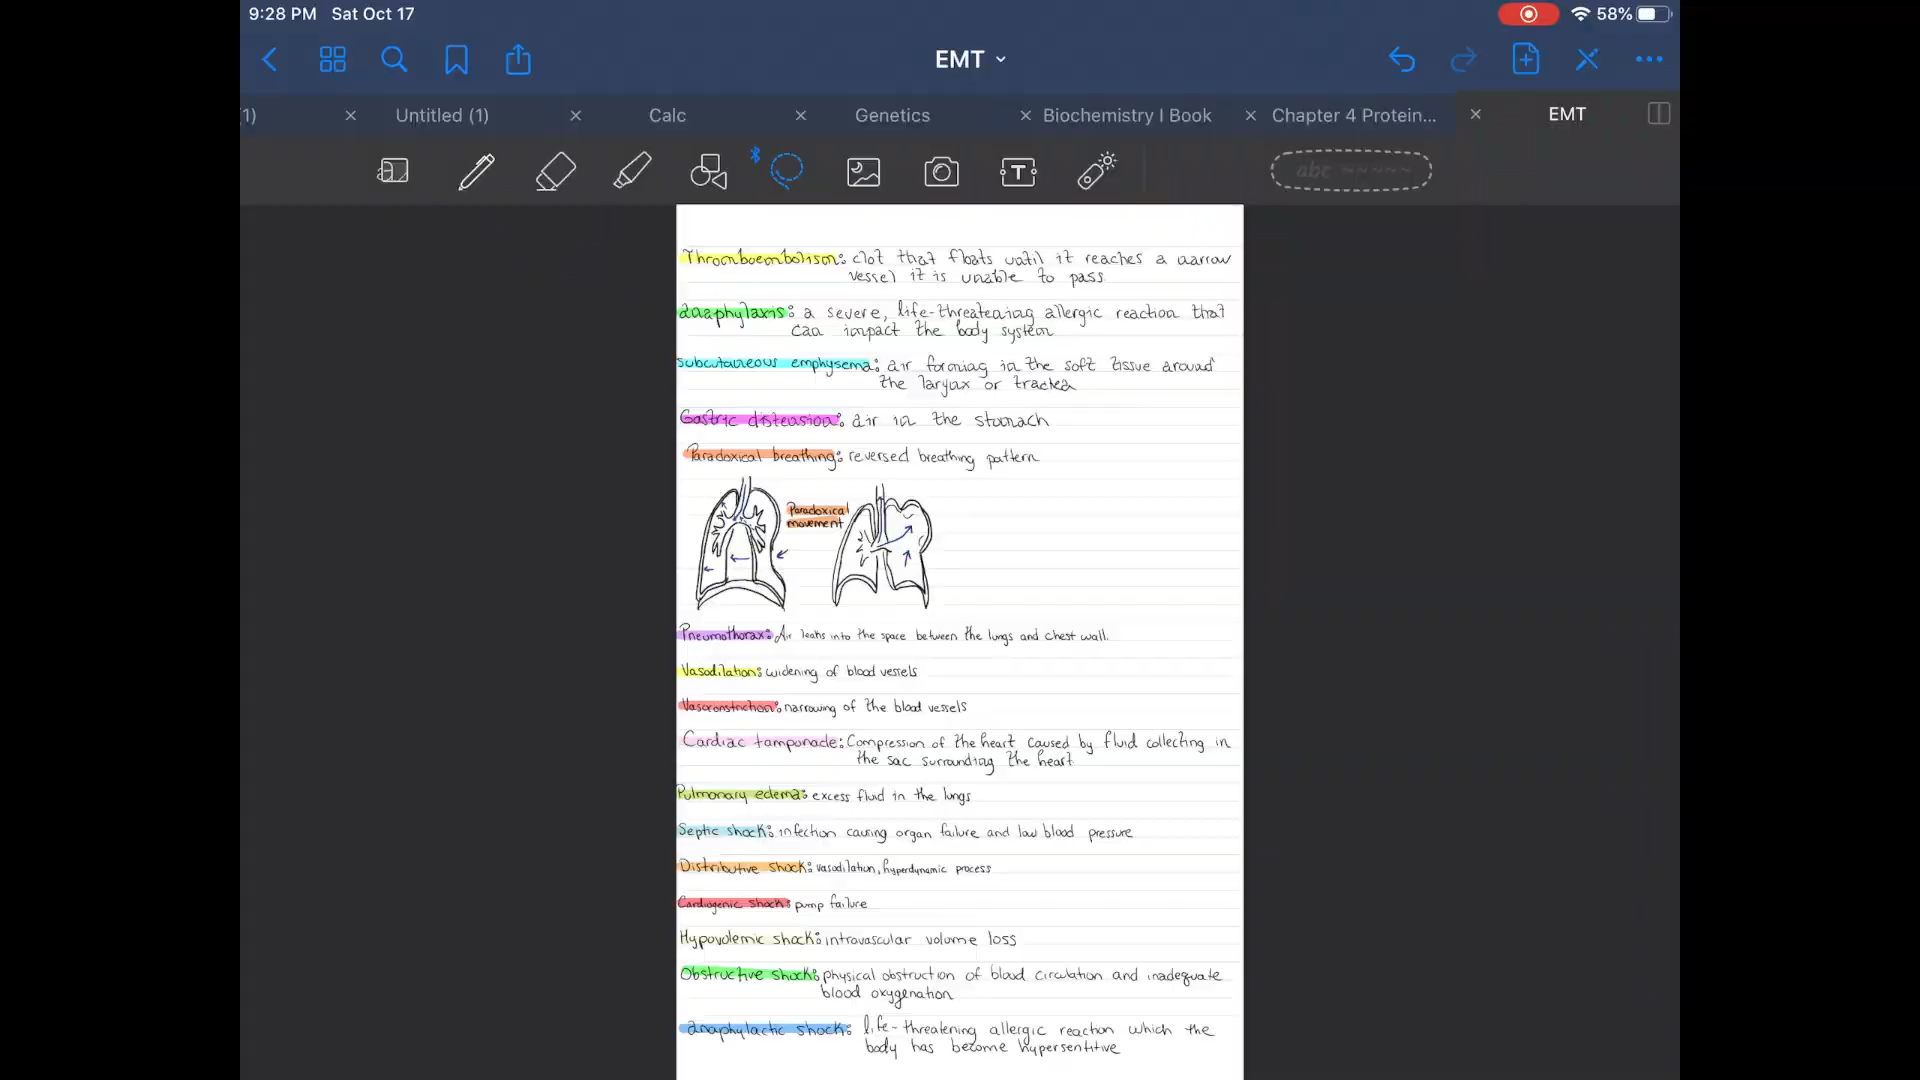 9:28 PM Sat Oct 17
58%
EMT
1)
Untitled (1)
Calc
Genetics
Biochemistry I Book
Chapter 4 Protein...
EMT
T
abc
Thromboembolism: clot that floats until it reaches a narrow
vessel it is unable to pass
anaphylaxis: a severe, life-threatening allergic reaction that
can impact the body system
subcutaneous emphysema: air forming in the soft tissue around
the larynx or trachea
Gastric distension: air in the stomach
Paradoxical breathing: reversed breathing pattern
Paradoxical
movement
Pneumothorax: Air leaks into the space between the lungs and chest wall.
Vasodilation: widening of blood vessels
Vasoconstriction: narrowing of the blood vessels
Cardiac tamponade: Compression of the heart caused by fluid collecting in
the sac surrounding the heart
Pulmonary edema: excess fluid in the lungs
Septic shock: infection causing organ failure and low blood pressure
Distributive shock: vasodilation, hyperdynamic process
Cardiogenic shock: pump failure
Hypovolemic shock: intravascular volume loss
Obstructive shock: physical obstruction of blood circulation and inadequate
blood oxygenation
anaphylactic shock: life-threatening allergic reaction which the
body has become hypersentitive